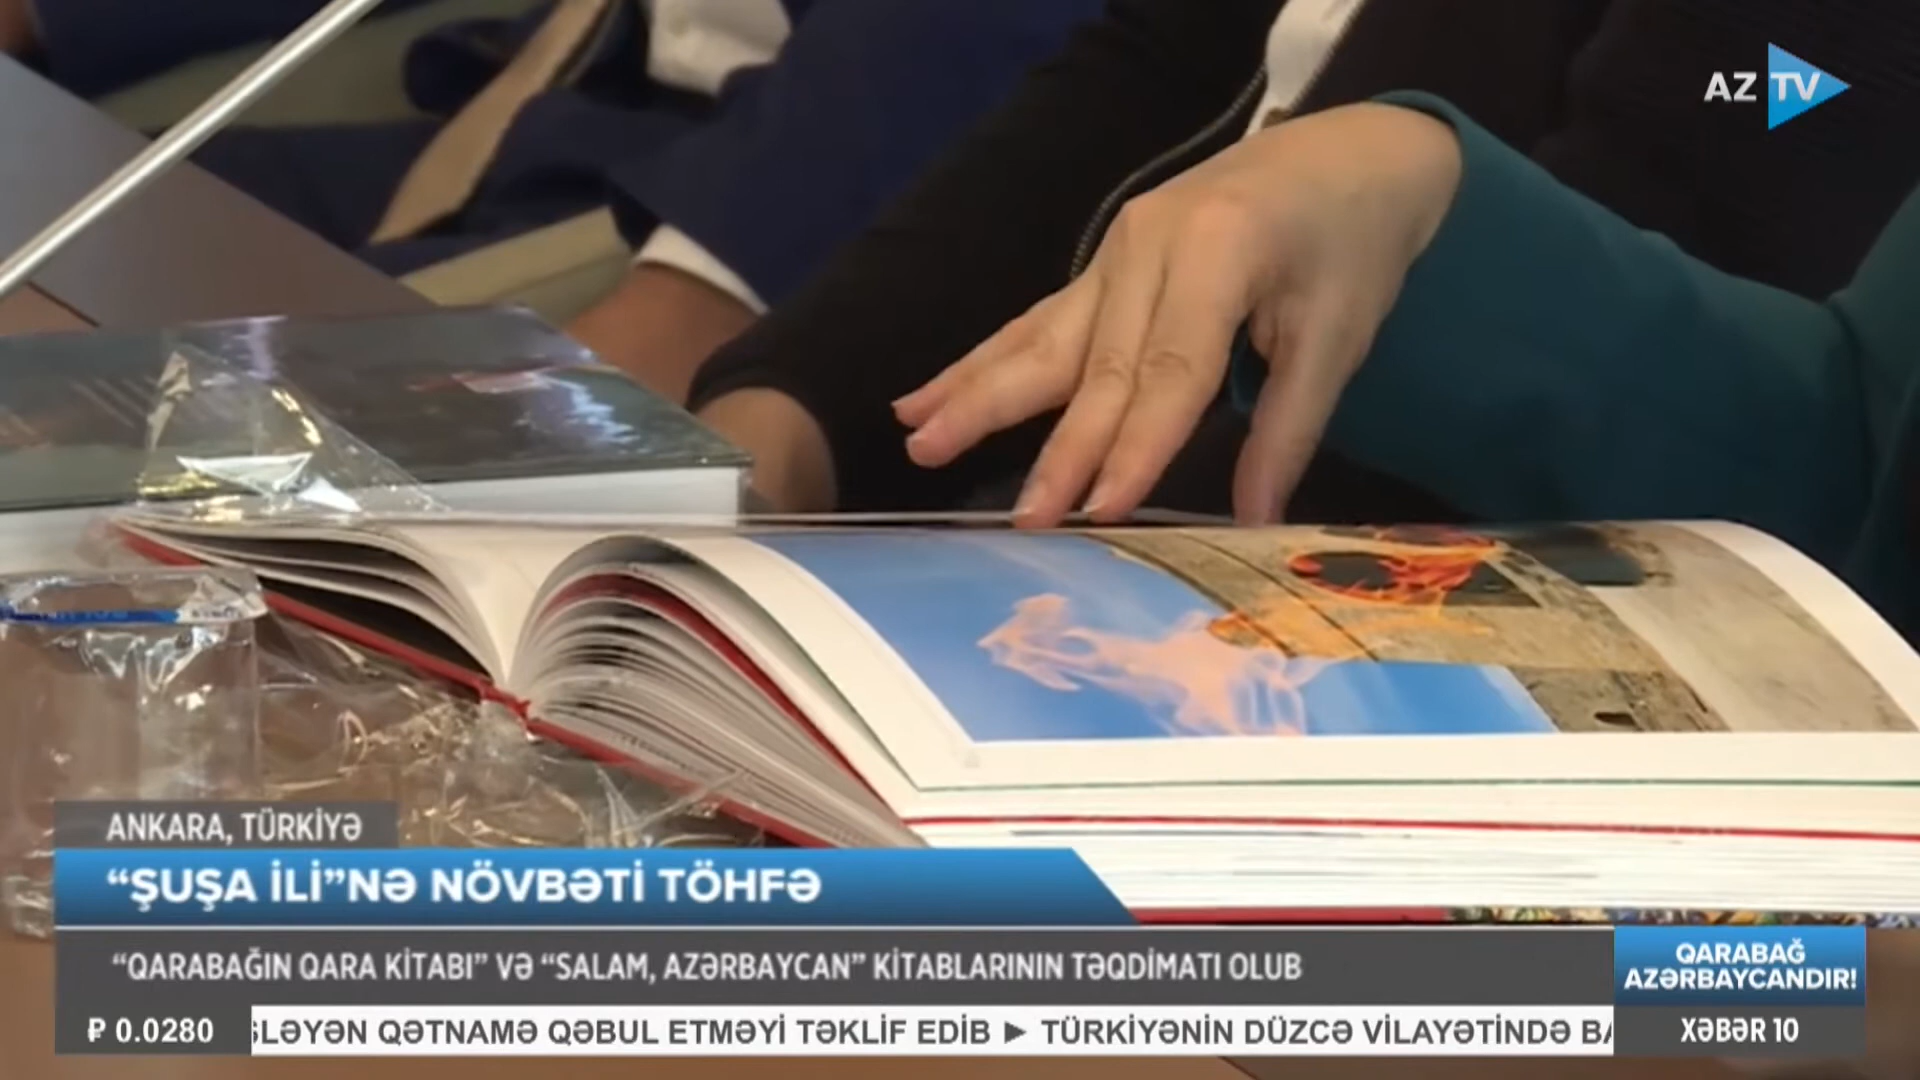 AZ TV
ANKARA, TÜRKİYƏ
“ŞUŞA İLİ”NƏ NÖVBƏTİ TÖHFƏ
“QARABAĞIN QARA KİTABI” VƏ “SALAM, AZƏRBAYCAN” KİTABLARININ TƏQDİMATI OLUB
QARABAĞ
AZƏRBAYCANDIR!
₽ 0.0280
ŞLƏYƏN QƏTNAMƏ QƏBUL ETMƏYİ TƏKLİF EDİB ► TÜRKİYƏNİN DÜZCƏ VİLAYƏTİNDƏ BA
XƏBƏR 10